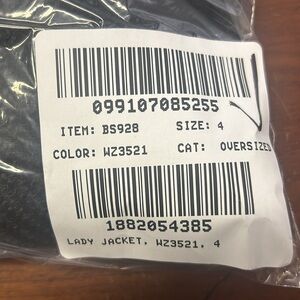 099107085255
ITEM: BS928 SIZE: 4
COLOR: WZ3521 CAT: OVERSIZED
1882054385
LADY JACKET, WZ3521, 4